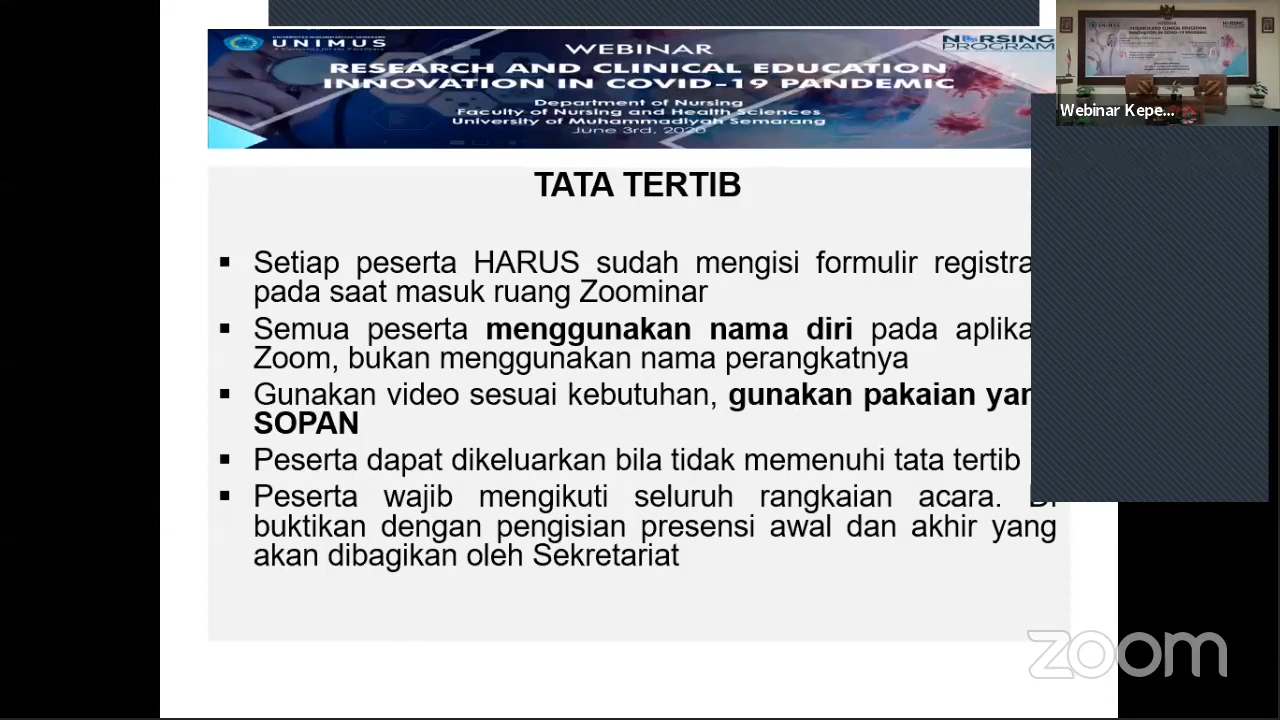 UNIMUS
WEBINAR
RESEARCH AND CLINICAL EDUCATION
INNOVATION IN COVID-19 PANDEMIC
Department of Nursing
Faculty of Nursing and Health Sciences
University of Muhammadiyah Semarang
June 3rd, 2020
NURSING
PROGRAM
Webinar Kepe...
TATA TERTIB
▪ Setiap peserta HARUS sudah mengisi formulir registra
pada saat masuk ruang Zoominar
▪ Semua peserta menggunakan nama diri pada aplika
Zoom, bukan menggunakan nama perangkatnya
▪ Gunakan video sesuai kebutuhan, gunakan pakaian yan
SOPAN
▪ Peserta dapat dikeluarkan bila tidak memenuhi tata tertib
▪ Peserta wajib mengikuti seluruh rangkaian acara. Di
buktikan dengan pengisian presensi awal dan akhir yang
akan dibagikan oleh Sekretariat
zoom